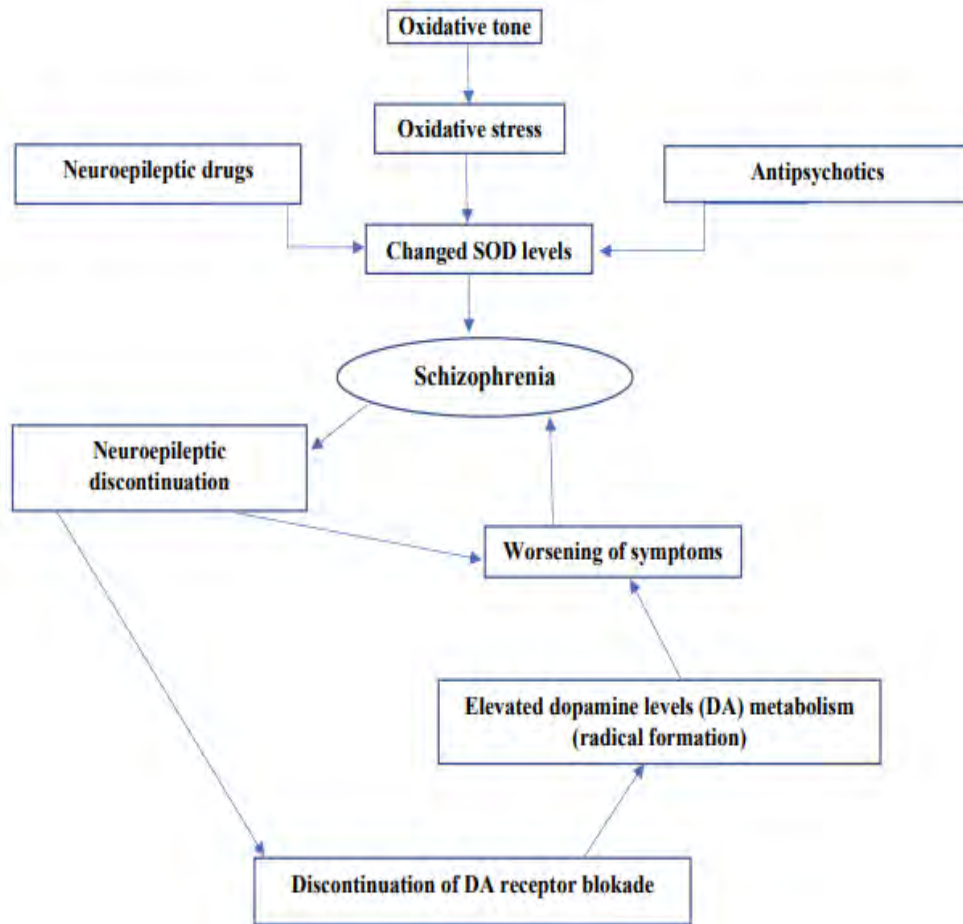 Oxidative tone
Oxidative stress
Neuroepileptic drugs
Antipsychotics
Changed SOD levels
Schizophrenia
Neuroepileptic
discontinuation
Worsening of symptoms
Elevated dopamine levels (DA) metabolism
(radical formation)
Discontinuation of DA receptor blokade